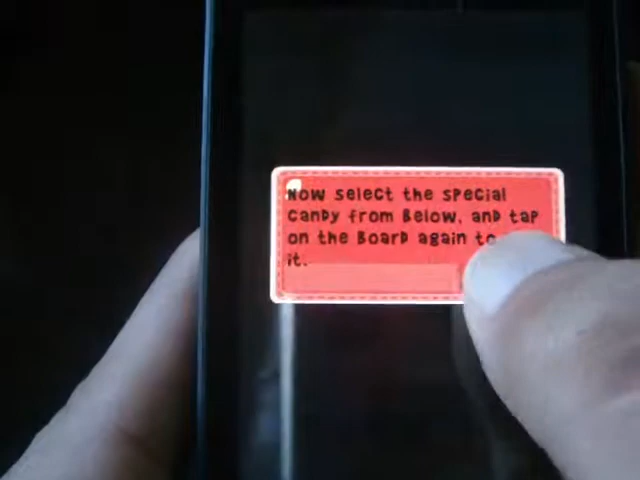 Now select the special
candy from Below, and tap
on the Board again to
it.